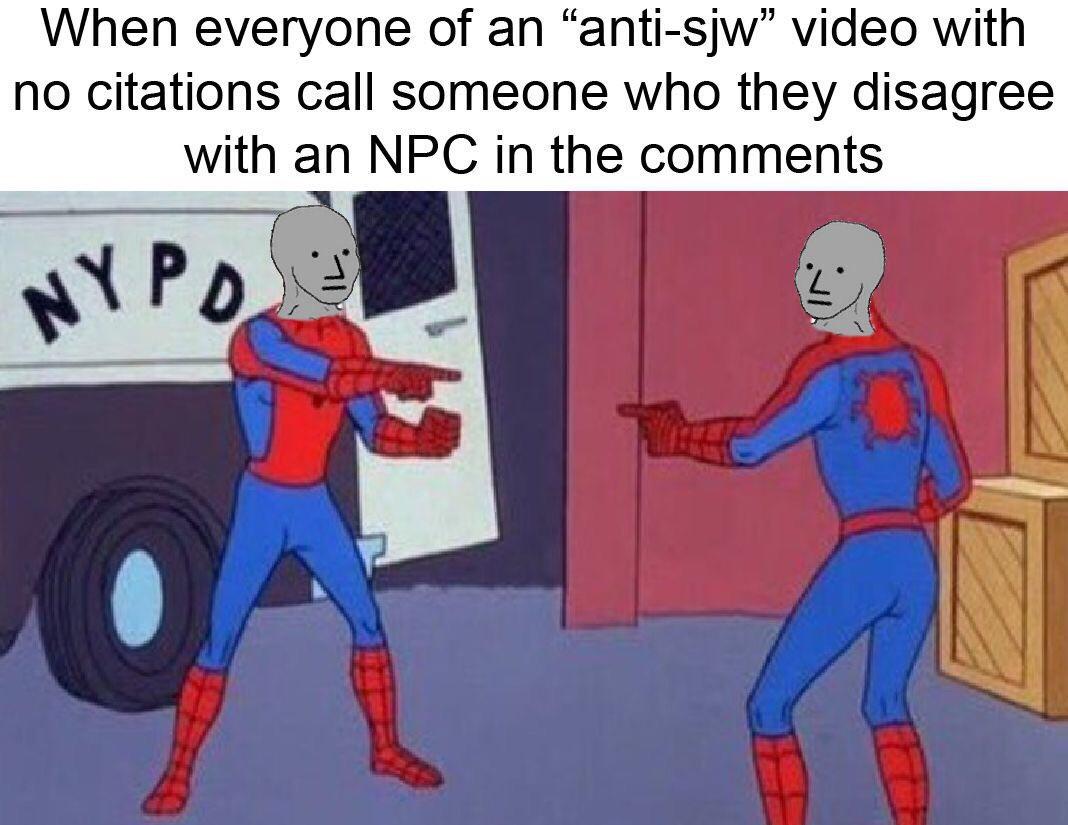 When everyone of an “anti-sjw” video with
no citations call someone who they disagree
with an NPC in the comments
NYPD